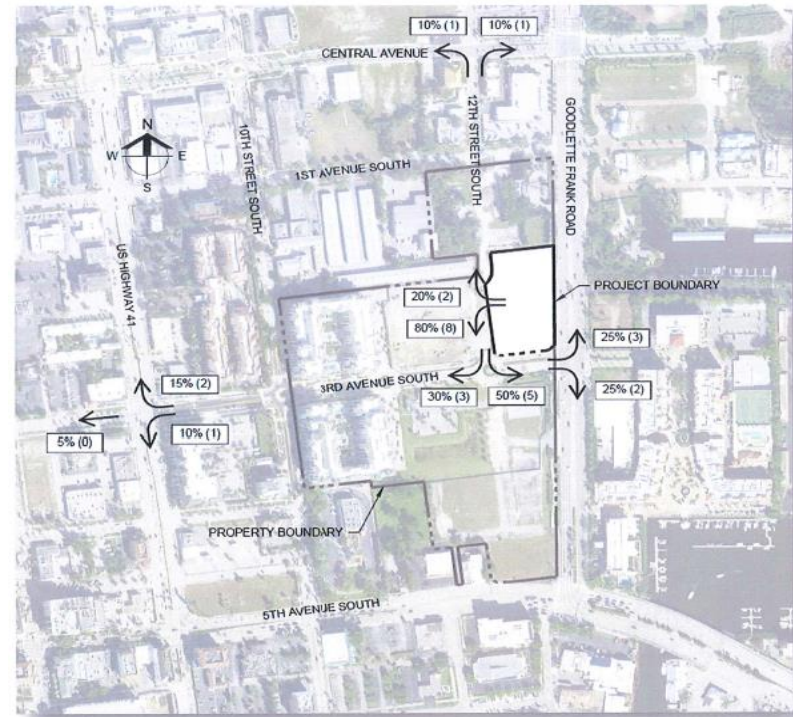 10% (1)
10% (1)
CENTRAL AVENUE
N
W
E
S
10TH STREET SOUTH
12TH STREET SOUTH
GOODLETTE FRANK ROAD
1ST AVENUE SOUTH
US HIGHWAY 41
20% (2)
PROJECT BOUNDARY
80% (8)
25% (3)
15% (2)
3RD AVENUE SOUTH
30% (3)
50% (5)
25% (2)
5% (0)
10% (1)
PROPERTY BOUNDARY
5TH AVENUE SOUTH